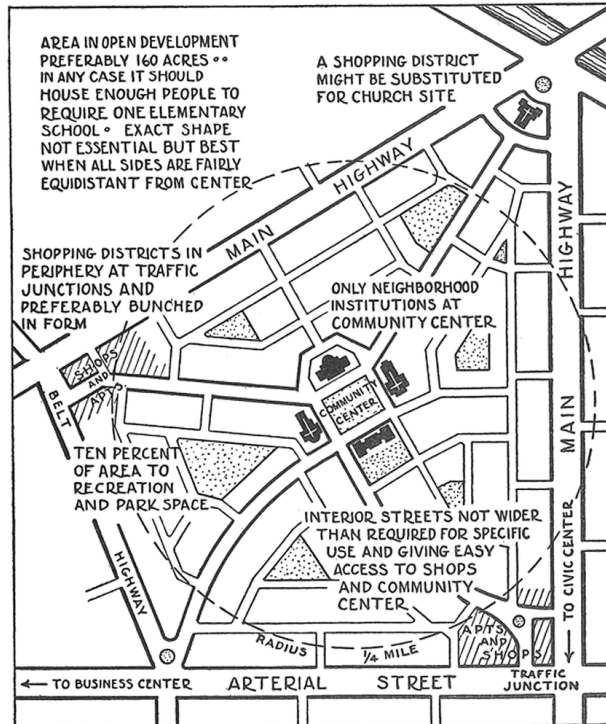 AREA IN OPEN DEVELOPMENT
PREFERABLY 160 ACRES ••
IN ANY CASE IT SHOULD
HOUSE ENOUGH PEOPLE TO
REQUIRE ONE ELEMENTARY
SCHOOL • EXACT SHAPE
NOT ESSENTIAL BUT BEST
WHEN ALL SIDES ARE FAIRLY
EQUIDISTANT FROM CENTER
A SHOPPING DISTRICT
MIGHT BE SUBSTITUTED
FOR CHURCH SITE
MAIN HIGHWAY
HIGHWAY
MAIN
SHOPPING DISTRICTS IN
PERIPHERY AT TRAFFIC
JUNCTIONS AND
PREFERABLY BUNCHED
IN FORM
ONLY NEIGHBORHOOD
INSTITUTIONS AT
COMMUNITY CENTER
SHOPS
AND
APTS.
BELT
HIGHWAY
COMMUNITY
CENTER
TEN PERCENT
OF AREA TO
RECREATION
AND PARK SPACE
INTERIOR STREETS NOT WIDER
THAN REQUIRED FOR SPECIFIC
USE AND GIVING EASY
ACCESS TO SHOPS
AND COMMUNITY
CENTER
TO CIVIC CENTER
APTS.
AND
SHOPS
RADIUS 1/4 MILE
TRAFFIC
JUNCTION
← TO BUSINESS CENTER ARTERIAL STREET